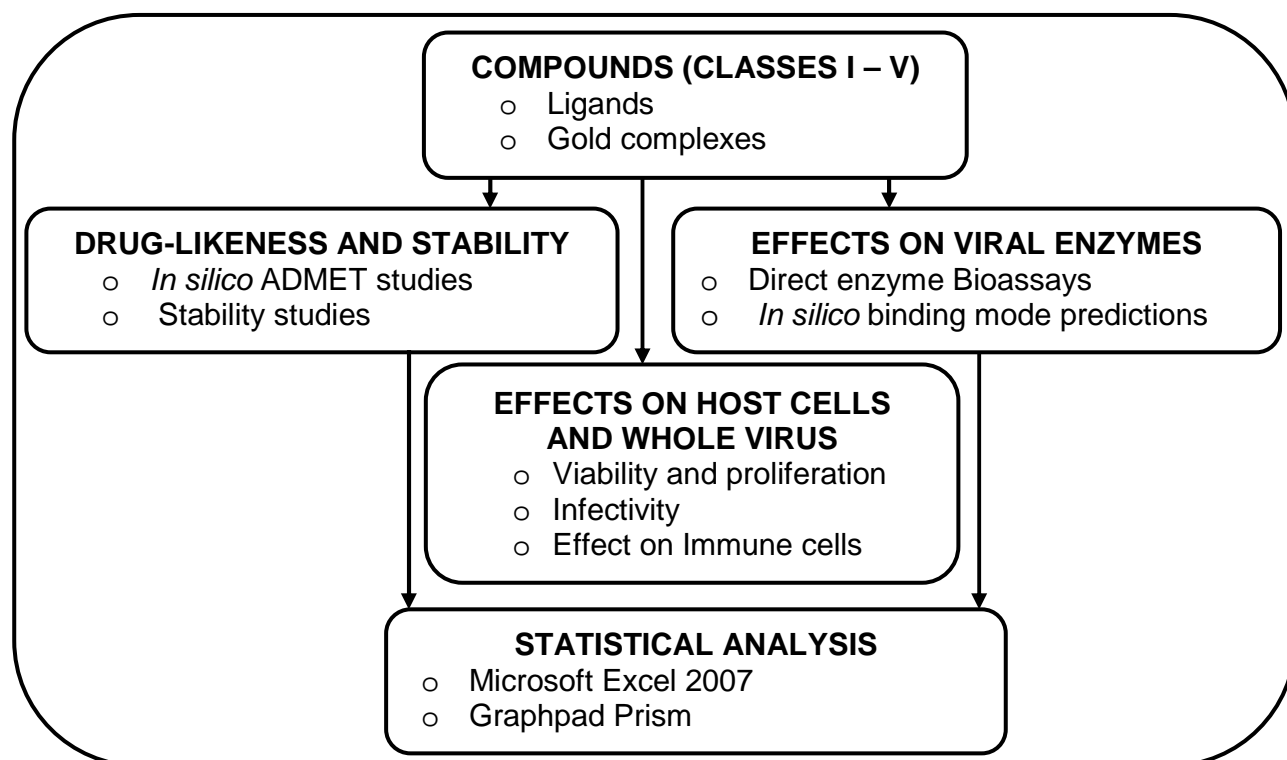 COMPOUNDS (CLASSES I – V)
o Ligands
o Gold complexes
DRUG-LIKENESS AND STABILITY
o In silico ADMET studies
o Stability studies
EFFECTS ON VIRAL ENZYMES
o Direct enzyme Bioassays
o In silico binding mode predictions
EFFECTS ON HOST CELLS
AND WHOLE VIRUS
o Viability and proliferation
o Infectivity
o Effect on Immune cells
STATISTICAL ANALYSIS
o Microsoft Excel 2007
o Graphpad Prism